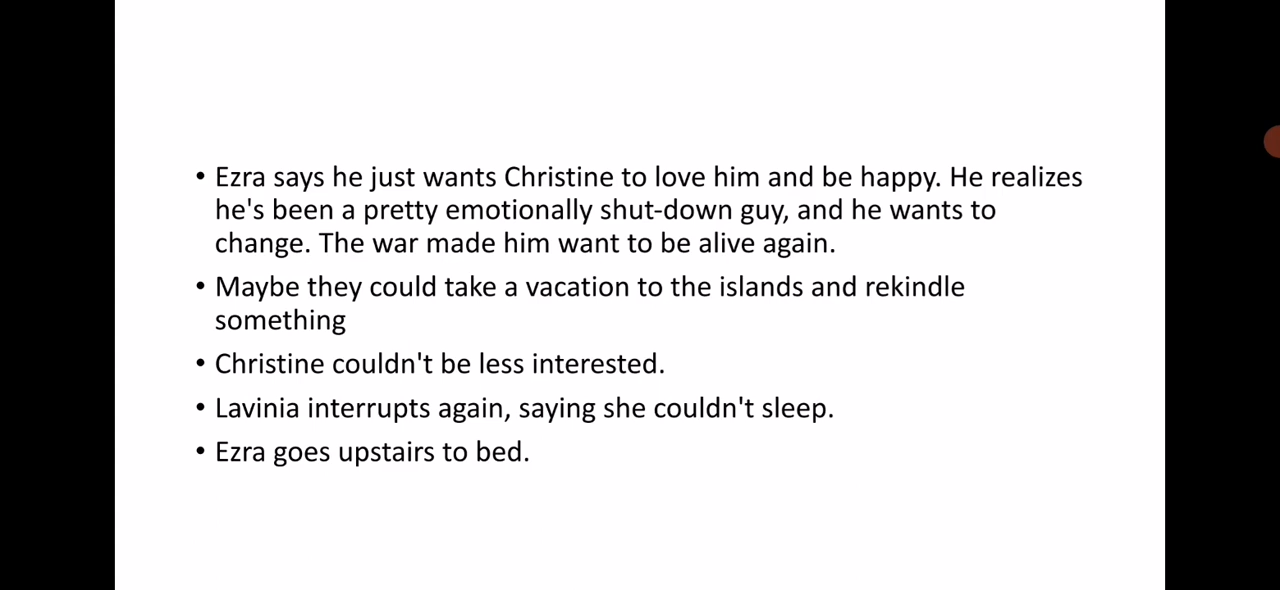 • Ezra says he just wants Christine to love him and be happy. He realizes
he's been a pretty emotionally shut-down guy, and he wants to
change. The war made him want to be alive again.
• Maybe they could take a vacation to the islands and rekindle
something
• Christine couldn't be less interested.
• Lavinia interrupts again, saying she couldn't sleep.
• Ezra goes upstairs to bed.